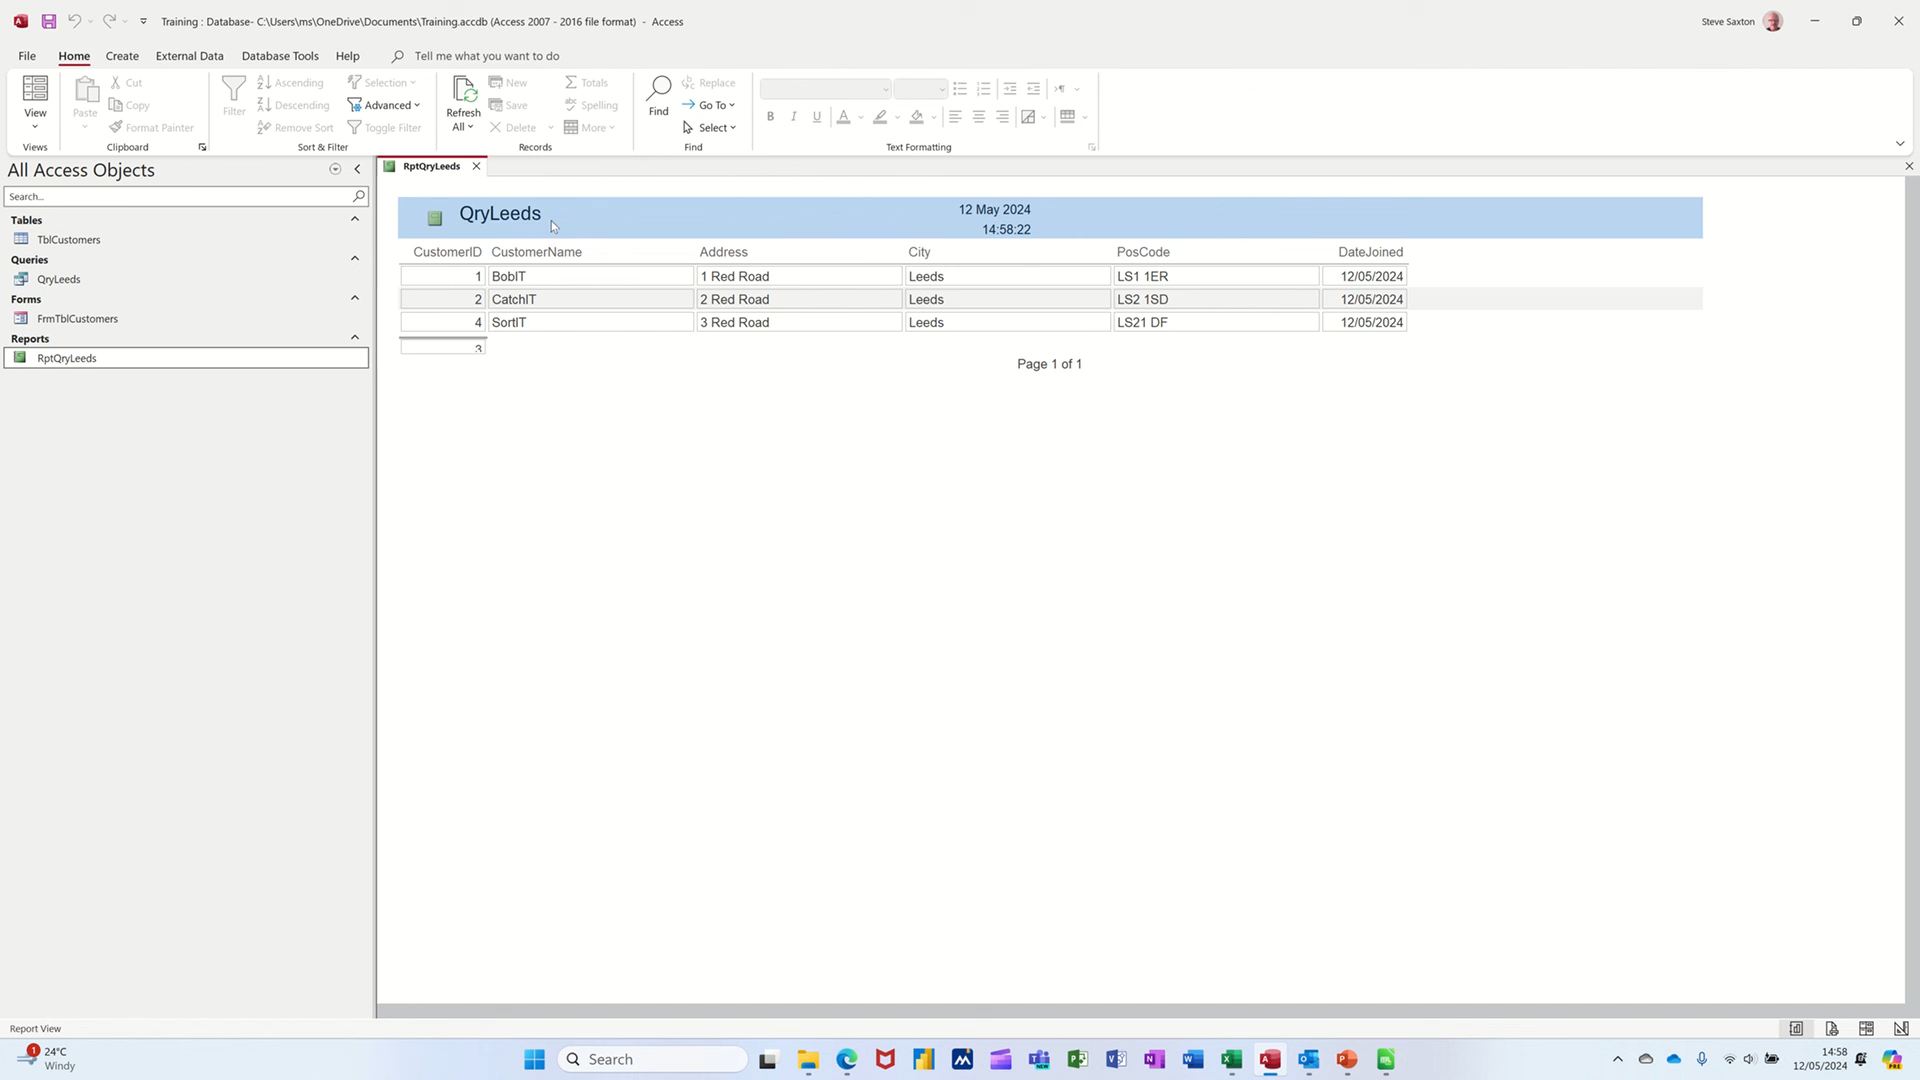 Training : Database- C:\Users\ms\OneDrive\Documents\Training.accdb (Access 2007 - 2016 file format) - Access
Steve Saxton
File Home Create External Data Database Tools Help Tell me what you want to do
View
Views
Paste
Cut
Copy
Format Painter
Clipboard
Filter
Ascending
Descending
Remove Sort
Selection
Advanced
Toggle Filter
Sort & Filter
Refresh
All
New
Save
Delete
Totals
Spelling
More
Records
Find
Replace
Go To
Select
Find
B I U
Text Formatting
All Access Objects
Search...
Tables
TblCustomers
Queries
QryLeeds
Forms
FrmTblCustomers
Reports
RptQryLeeds
RptQryLeeds
QryLeeds
12 May 2024
14:58:22
CustomerID CustomerName Address City PosCode DateJoined
1 BobIT 1 Red Road Leeds LS1 1ER 12/05/2024
2 CatchIT 2 Red Road Leeds LS2 1SD 12/05/2024
4 SortIT 3 Red Road Leeds LS21 DF 12/05/2024
3
Page 1 of 1
Report View
1
24°C
Windy
Search
NEW
14:58
12/05/2024
PRE